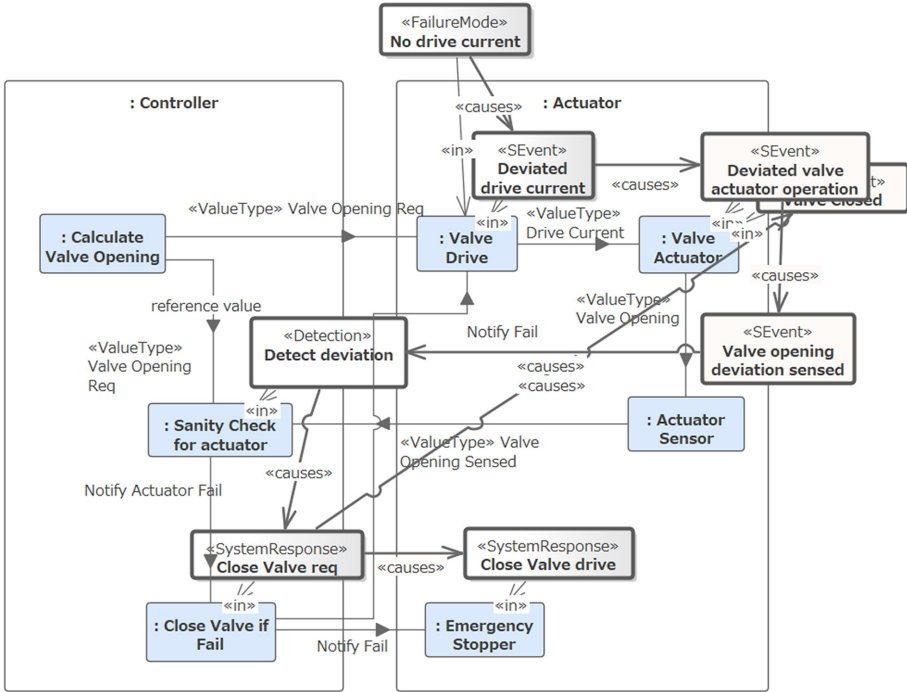 «FailureMode»
No drive current
: Controller
: Actuator
«causes»
«in»
«SEvent»
Deviated
drive current
«causes»
«SEvent»
Deviated valve
actuator operation
Valve Closed
«ValueType» Valve Opening Req
«in»
«ValueType»
Drive Current
«in»
«in»
: Calculate
Valve Opening
: Valve
Drive
: Valve
Actuator
«causes»
reference value
«ValueType»
Valve Opening
«Detection»
Detect deviation
Notify Fail
«SEvent»
Valve opening
deviation sensed
«ValueType»
Valve Opening
Req
«causes»
«causes»
«in»
: Sanity Check
for actuator
: Actuator
Sensor
«ValueType» Valve
Opening Sensed
«causes»
Notify Actuator Fail
«SystemResponse»
Close Valve req
«causes»
«SystemResponse»
Close Valve drive
«in»
«in»
: Close Valve if
Fail
Notify Fail
: Emergency
Stopper